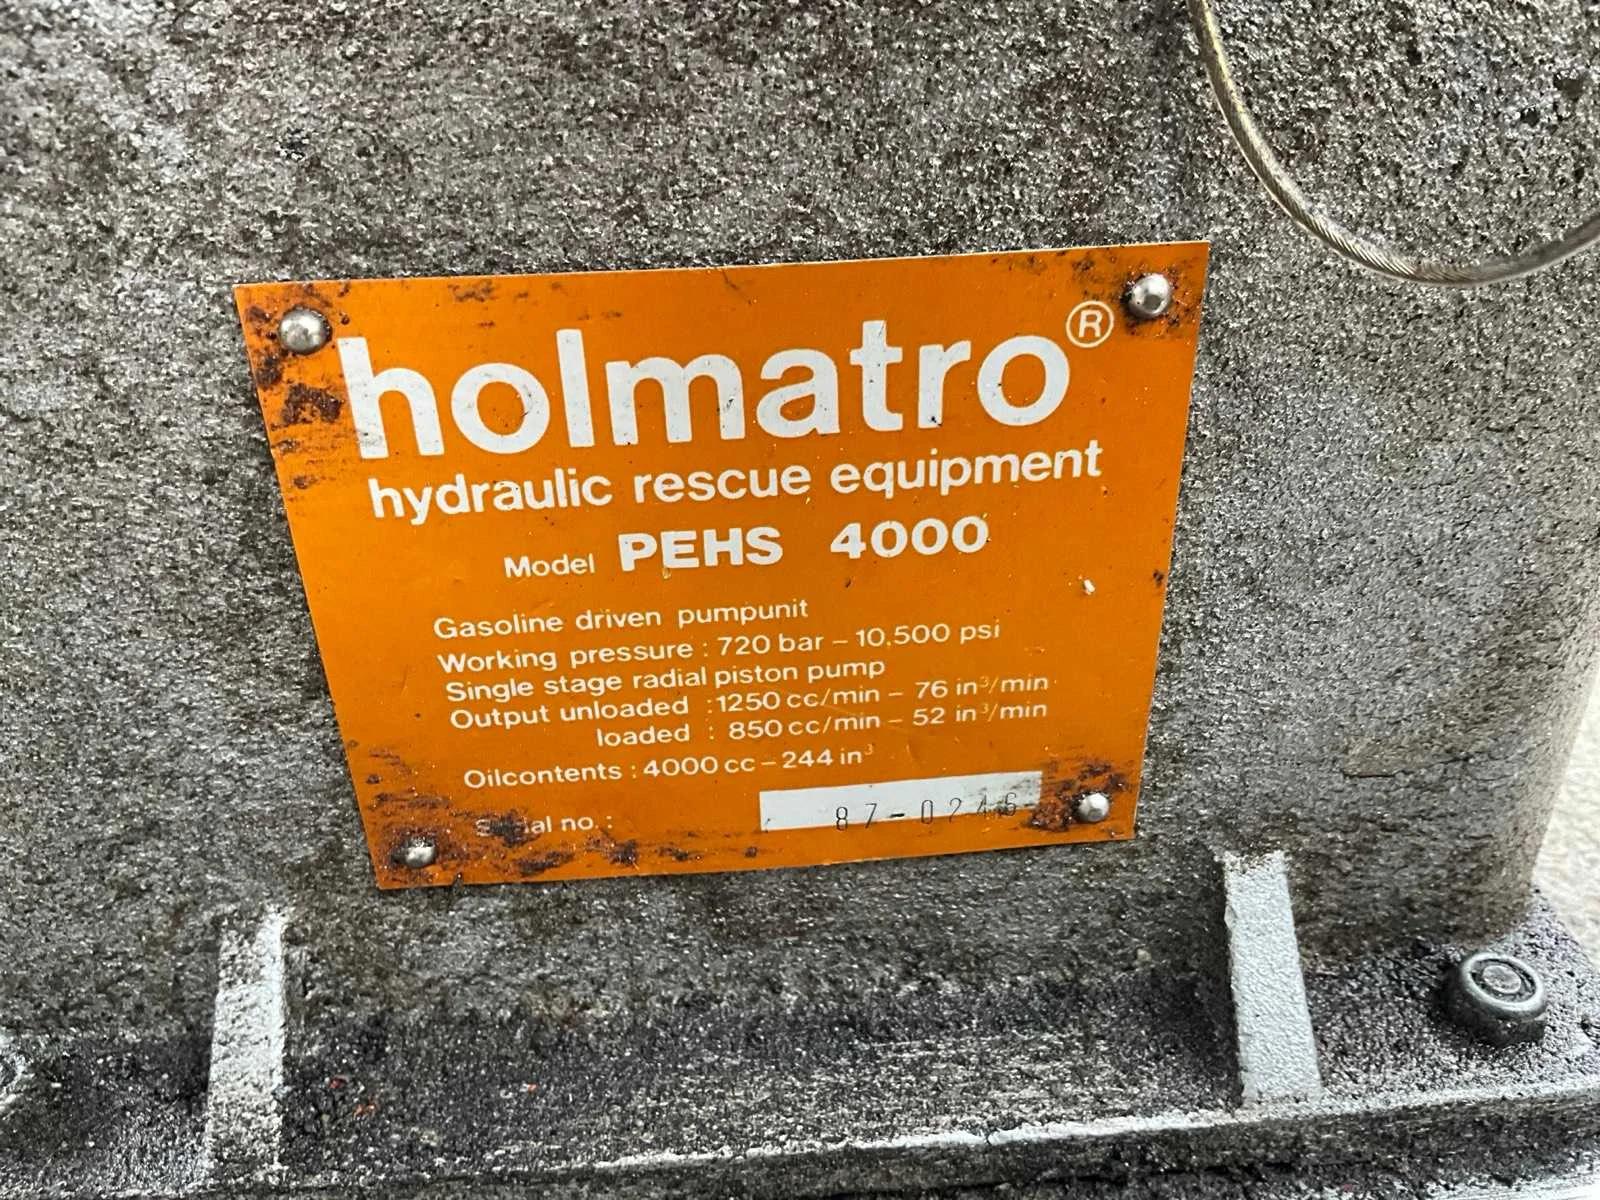 holmatro®
hydraulic rescue equipment
Model PEHS 4000
Gasoline driven pumpunit
Working pressure : 720 bar – 10.500 psi
Single stage radial piston pump
Output unloaded : 1250 cc/min – 76 in³/min
loaded : 850 cc/min – 52 in³/min
Oilcontents : 4000 cc – 244 in³
no. : 87-0246